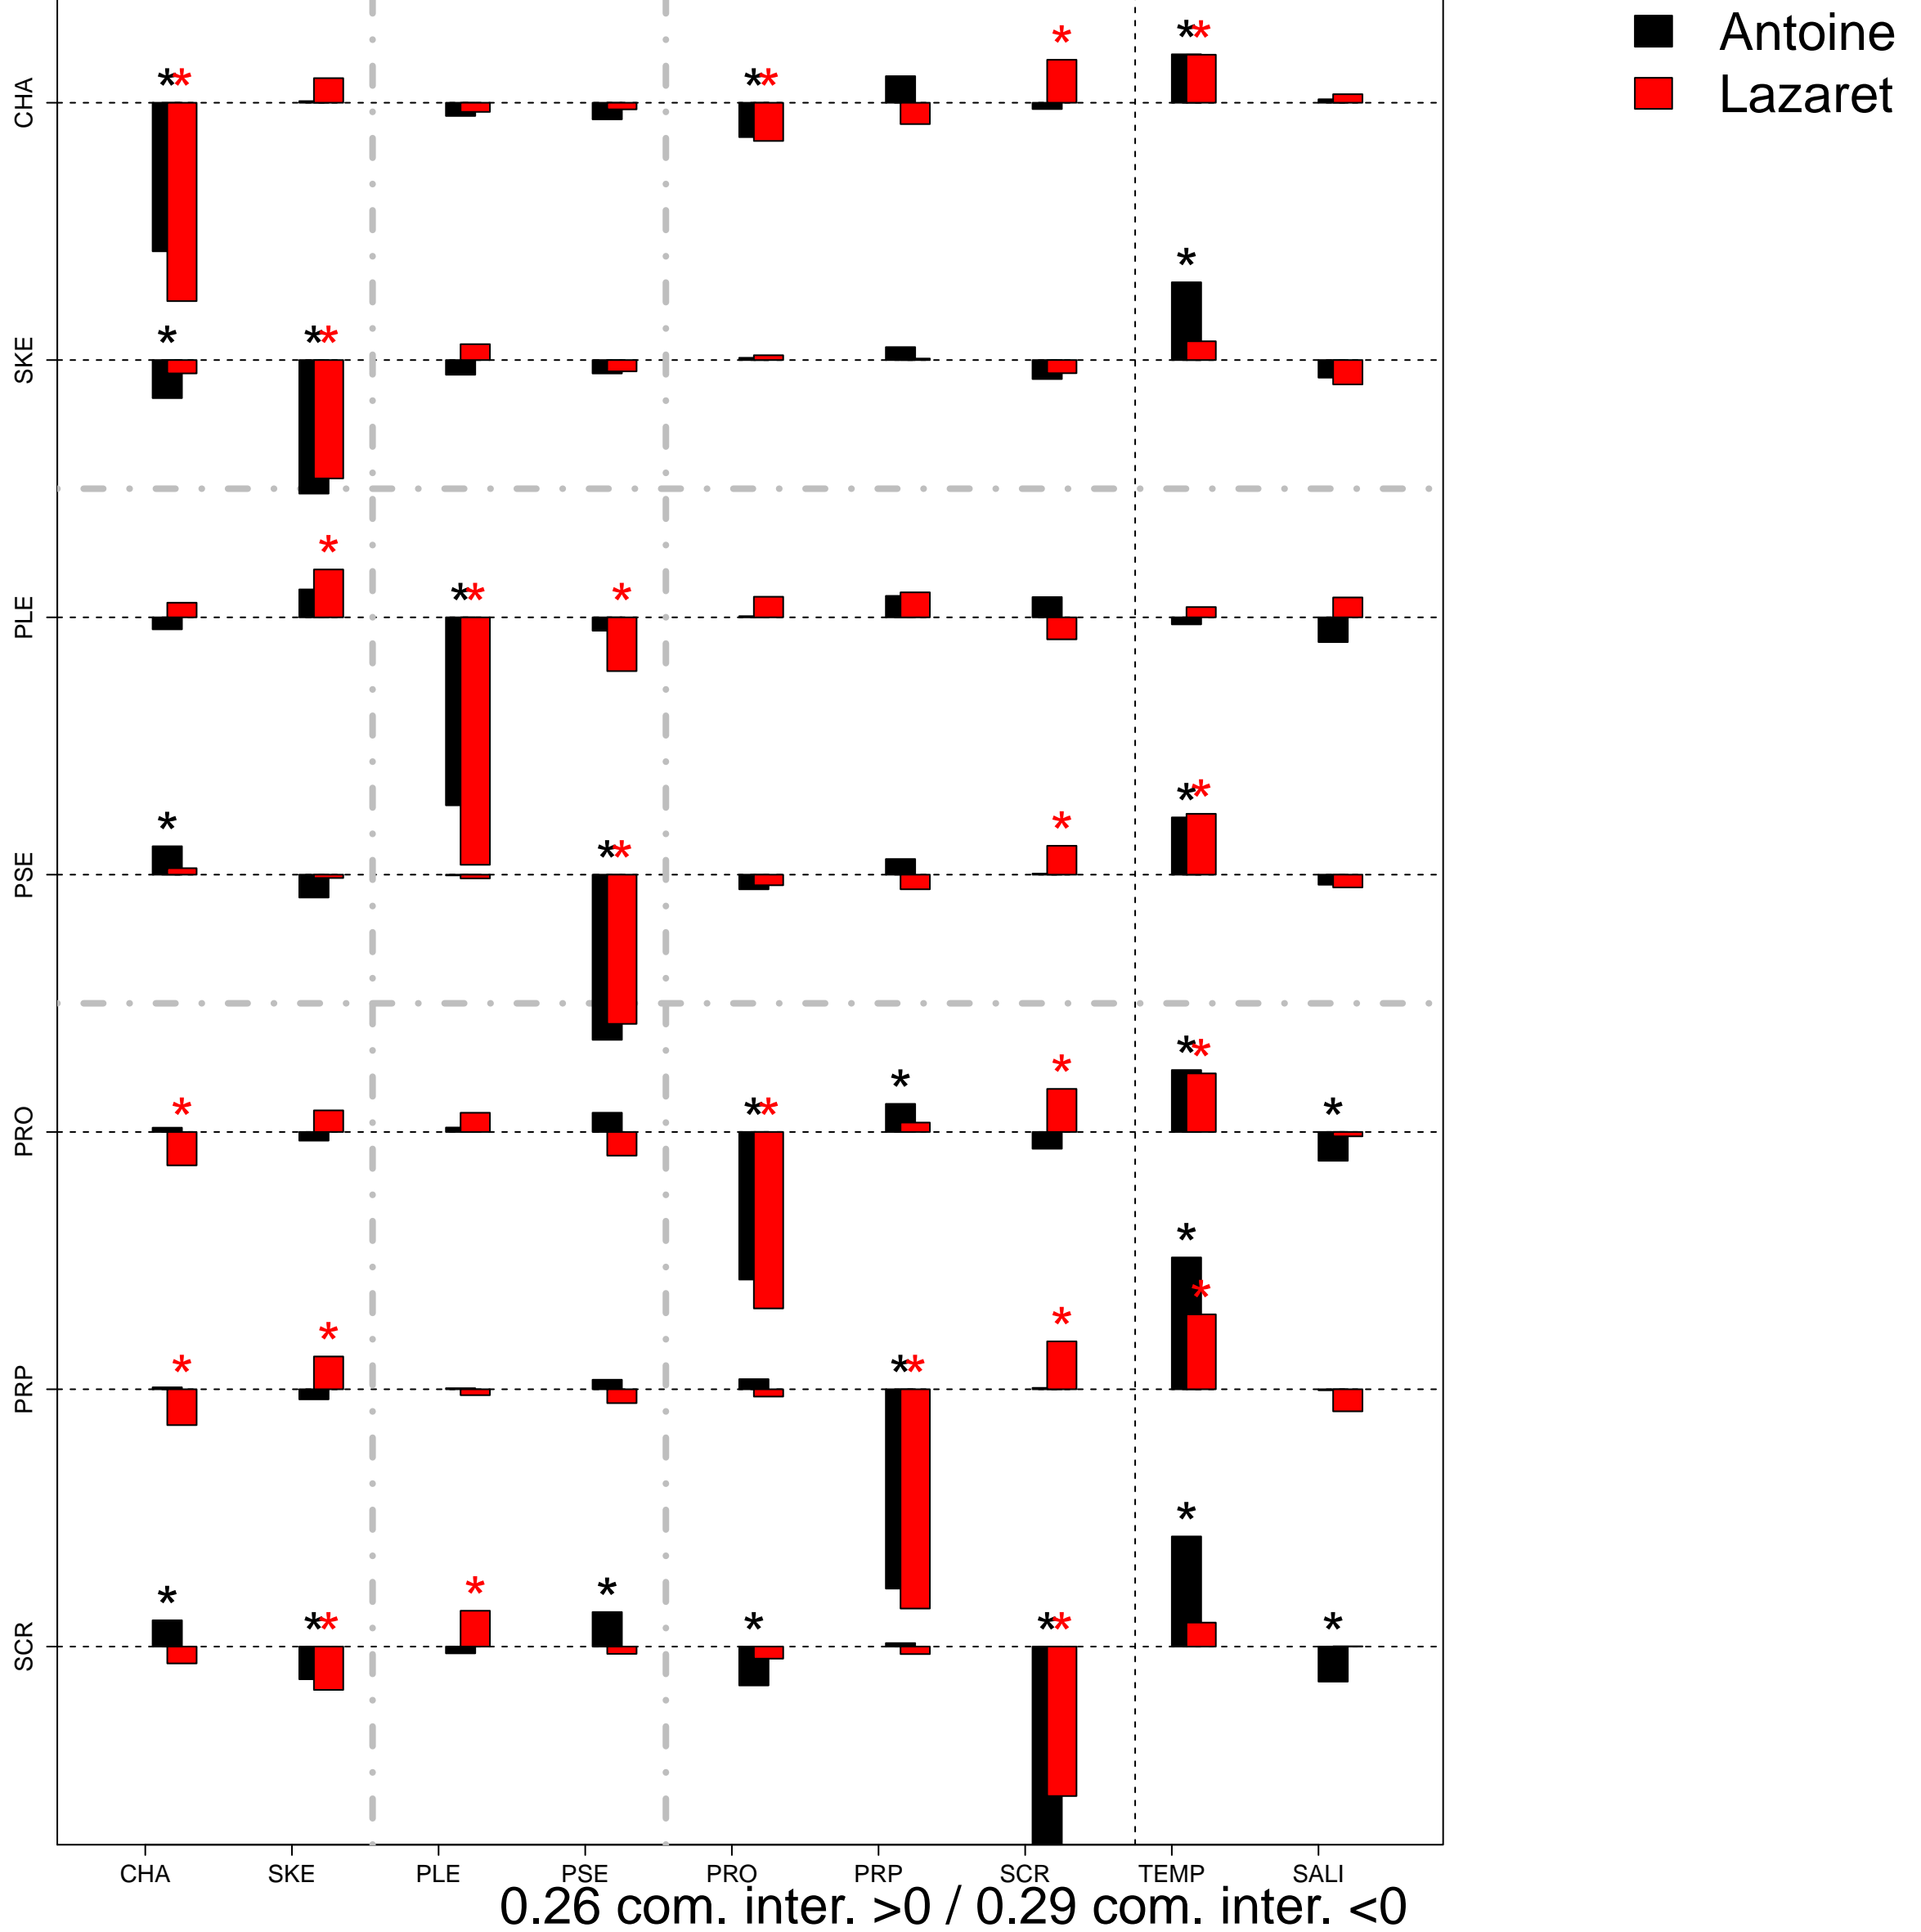 Antoine
Lazaret
CHA
SKE
PLE
PSE
PRO
PRP
SCR
CHA SKE PLE PSE PRO PRP SCR TEMP SALI
0.26 com. inter. >0 / 0.29 com. inter. <0